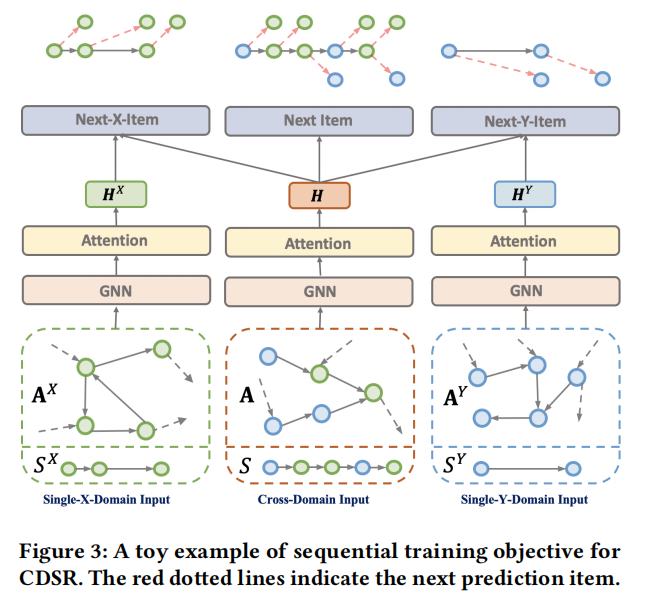 Next-X-Item Next Item Next-Y-Item
H^X H H^Y
Attention Attention Attention
GNN GNN GNN
A^X A A^Y
S^X S S^Y
Single-X-Domain Input Cross-Domain Input Single-Y-Domain Input
Figure 3: A toy example of sequential training objective for
CDSR. The red dotted lines indicate the next prediction item.